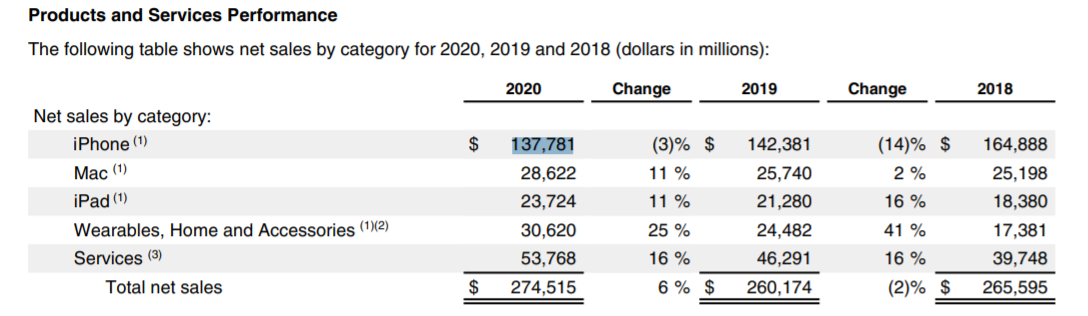 Products and Services Performance
The following table shows net sales by category for 2020, 2019 and 2018 (dollars in millions):
2020 Change 2019 Change 2018
Net sales by category:
iPhone (1) $ 137,781 (3)% $ 142,381 (14)% $ 164,888
Mac (1) 28,622 11 % 25,740 2 % 25,198
iPad (1) 23,724 11 % 21,280 16 % 18,380
Wearables, Home and Accessories (1)(2) 30,620 25 % 24,482 41 % 17,381
Services (3) 53,768 16 % 46,291 16 % 39,748
Total net sales $ 274,515 6 % $ 260,174 (2)% $ 265,595